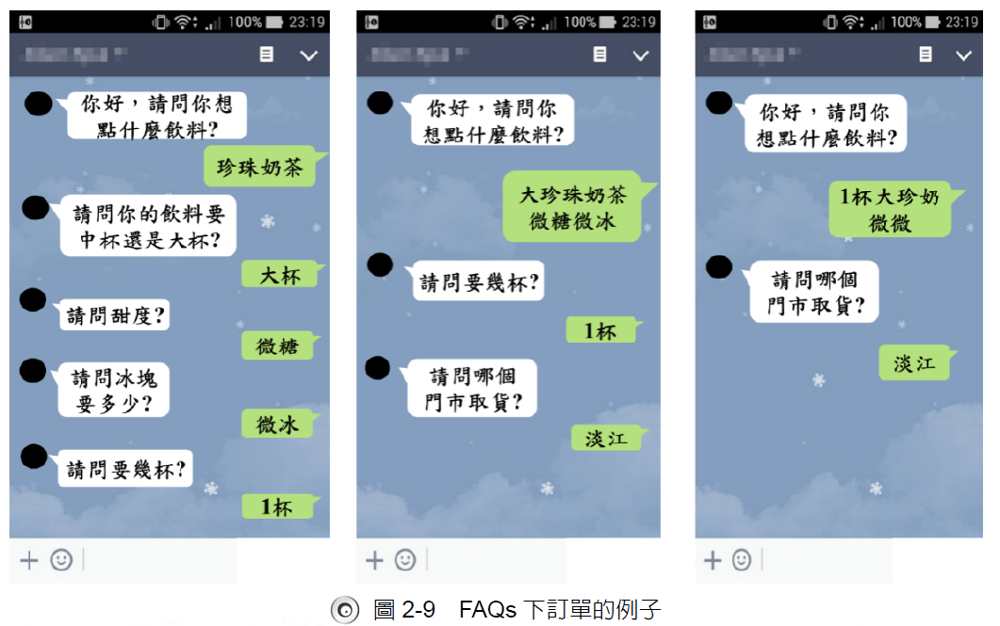 100% 23:19
你好，請問你想
點什麼飲料?
珍珠奶茶
請問你的飲料要
中杯還是大杯?
大杯
請問甜度?
微糖
請問冰塊
要多少?
微冰
請問要幾杯?
1杯
100% 23:19
你好，請問你
想點什麼飲料?
大珍珠奶茶
微糖微冰
請問要幾杯?
1杯
請問哪個
門市取貨?
淡江
100% 23:19
你好，請問你
想點什麼飲料?
1杯大珍奶
微微
請問哪個
門市取貨?
淡江
圖 2-9 FAQs 下訂單的例子